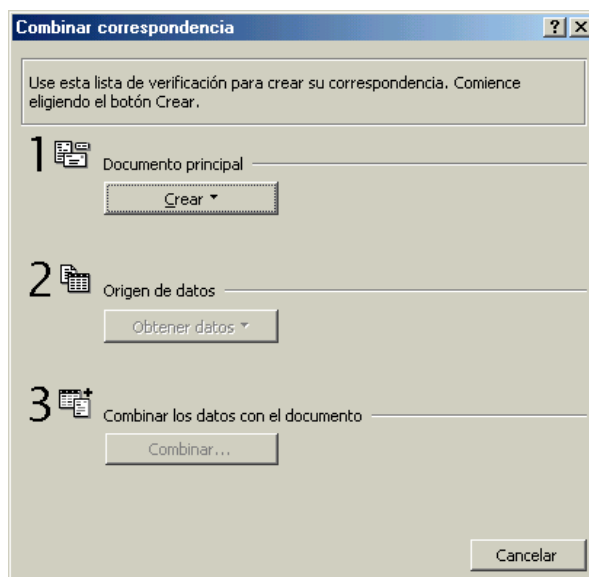 Combinar correspondencia
Use esta lista de verificación para crear su correspondencia. Comience
eligiendo el botón Crear.
1
Documento principal
Crear
2
Origen de datos
Obtener datos
3
Combinar los datos con el documento
Combinar...
Cancelar